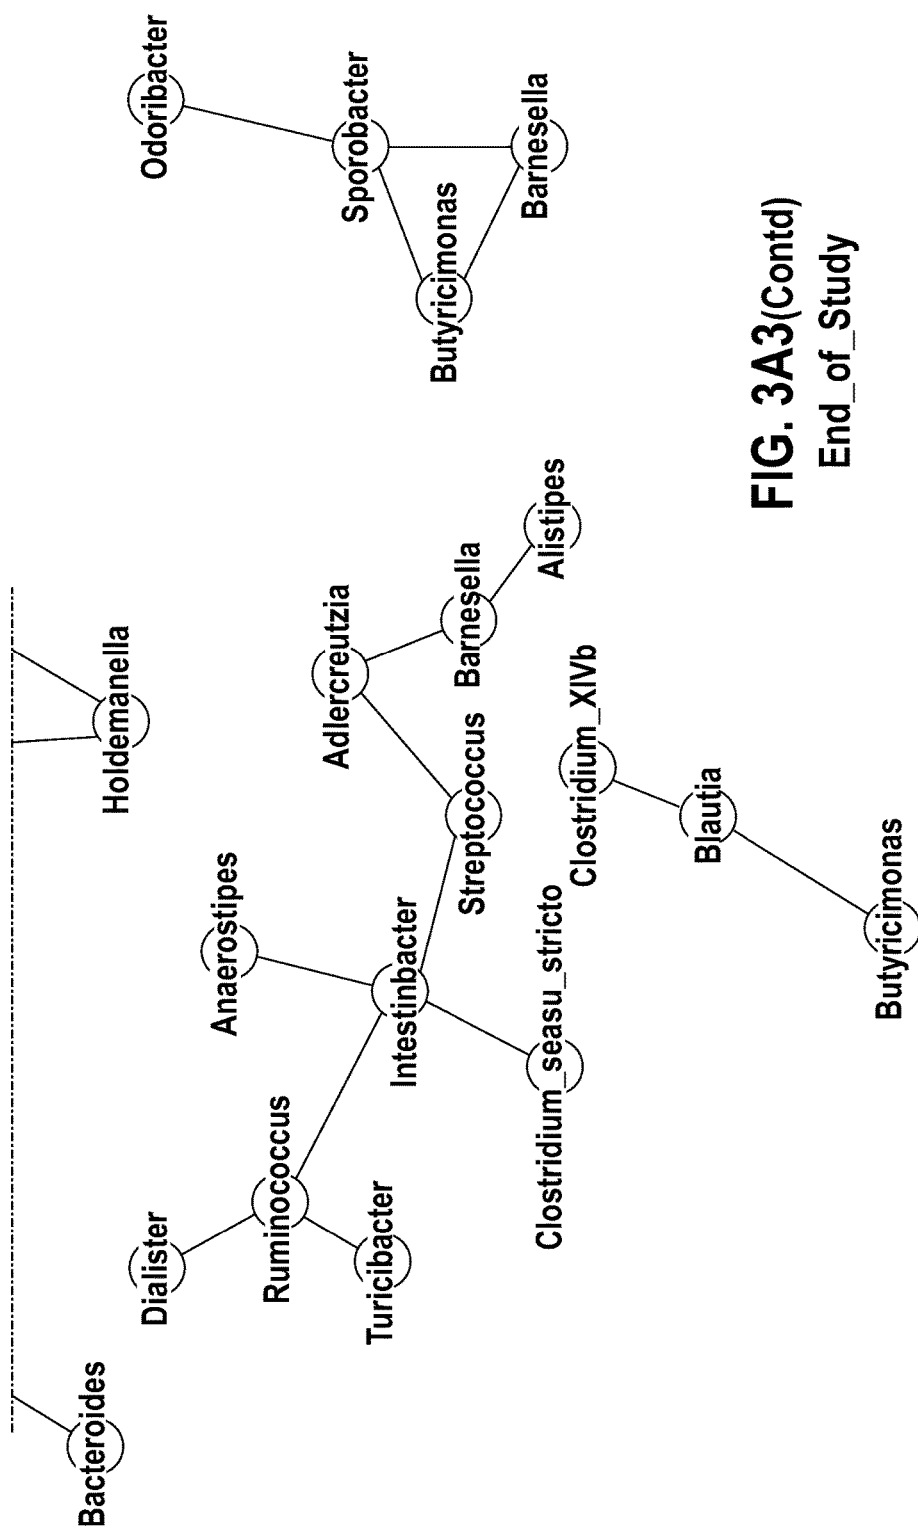 Bacteroides
Holdemanella
Dialister
Anaerostipes
Odoribacter
Ruminococcus
Adlercreutzia
Sporobacter
Turicibacter
Intestinbacter
Streptococcus
Barnesella
Butyricimonas
Clostridium_seasu_stricto
Alistipes
Barnesella
Clostridium_XIVb
Blautia
Butyricimonas
FIG. 3A3(Contd)
End_of_Study